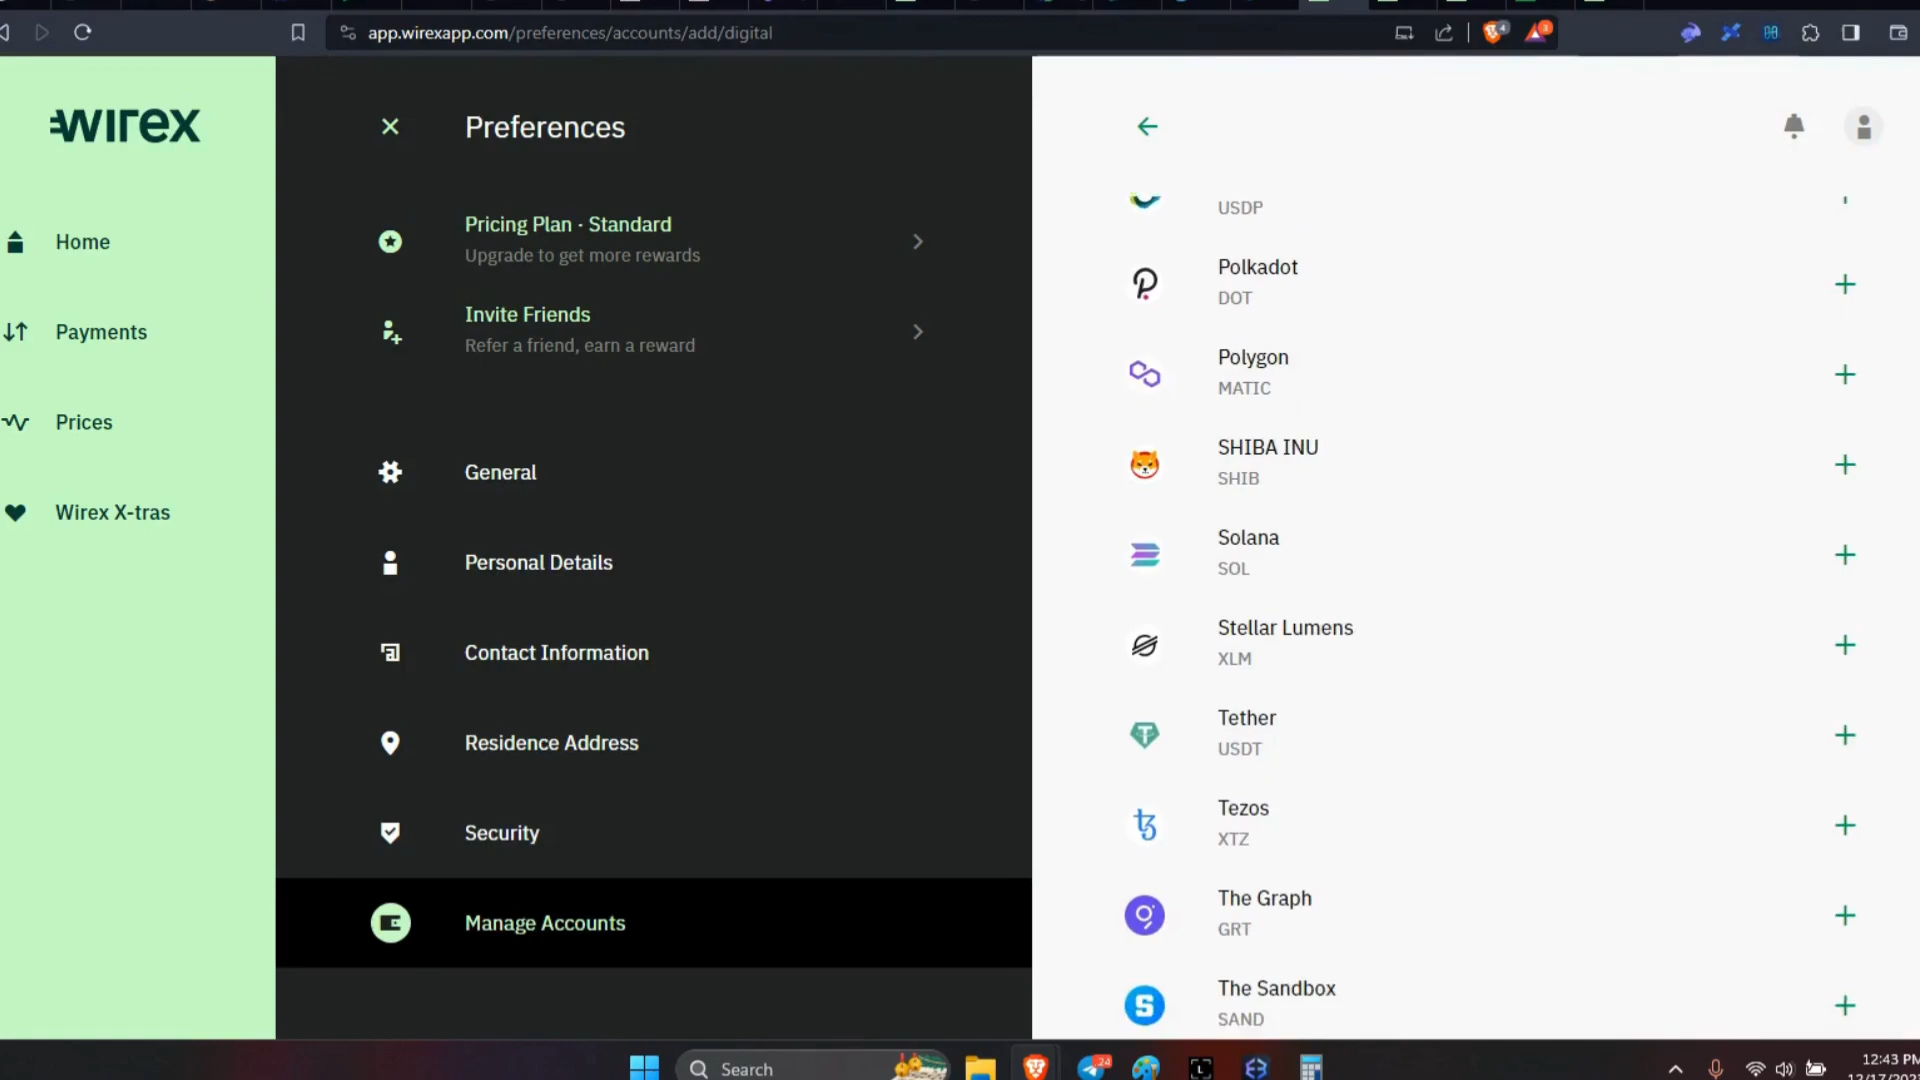 app.wirexapp.com/preferences/accounts/add/digital
4
3
wirex
Home
Payments
Prices
Wirex X-tras
Preferences
Pricing Plan · Standard
Upgrade to get more rewards
Invite Friends
Refer a friend, earn a reward
General
Personal Details
Contact Information
Residence Address
Security
Manage Accounts
USDP
Polkadot
DOT
Polygon
MATIC
SHIBA INU
SHIB
Solana
SOL
Stellar Lumens
XLM
Tether
USDT
Tezos
XTZ
The Graph
GRT
The Sandbox
SAND
Search
24
12:43 PM